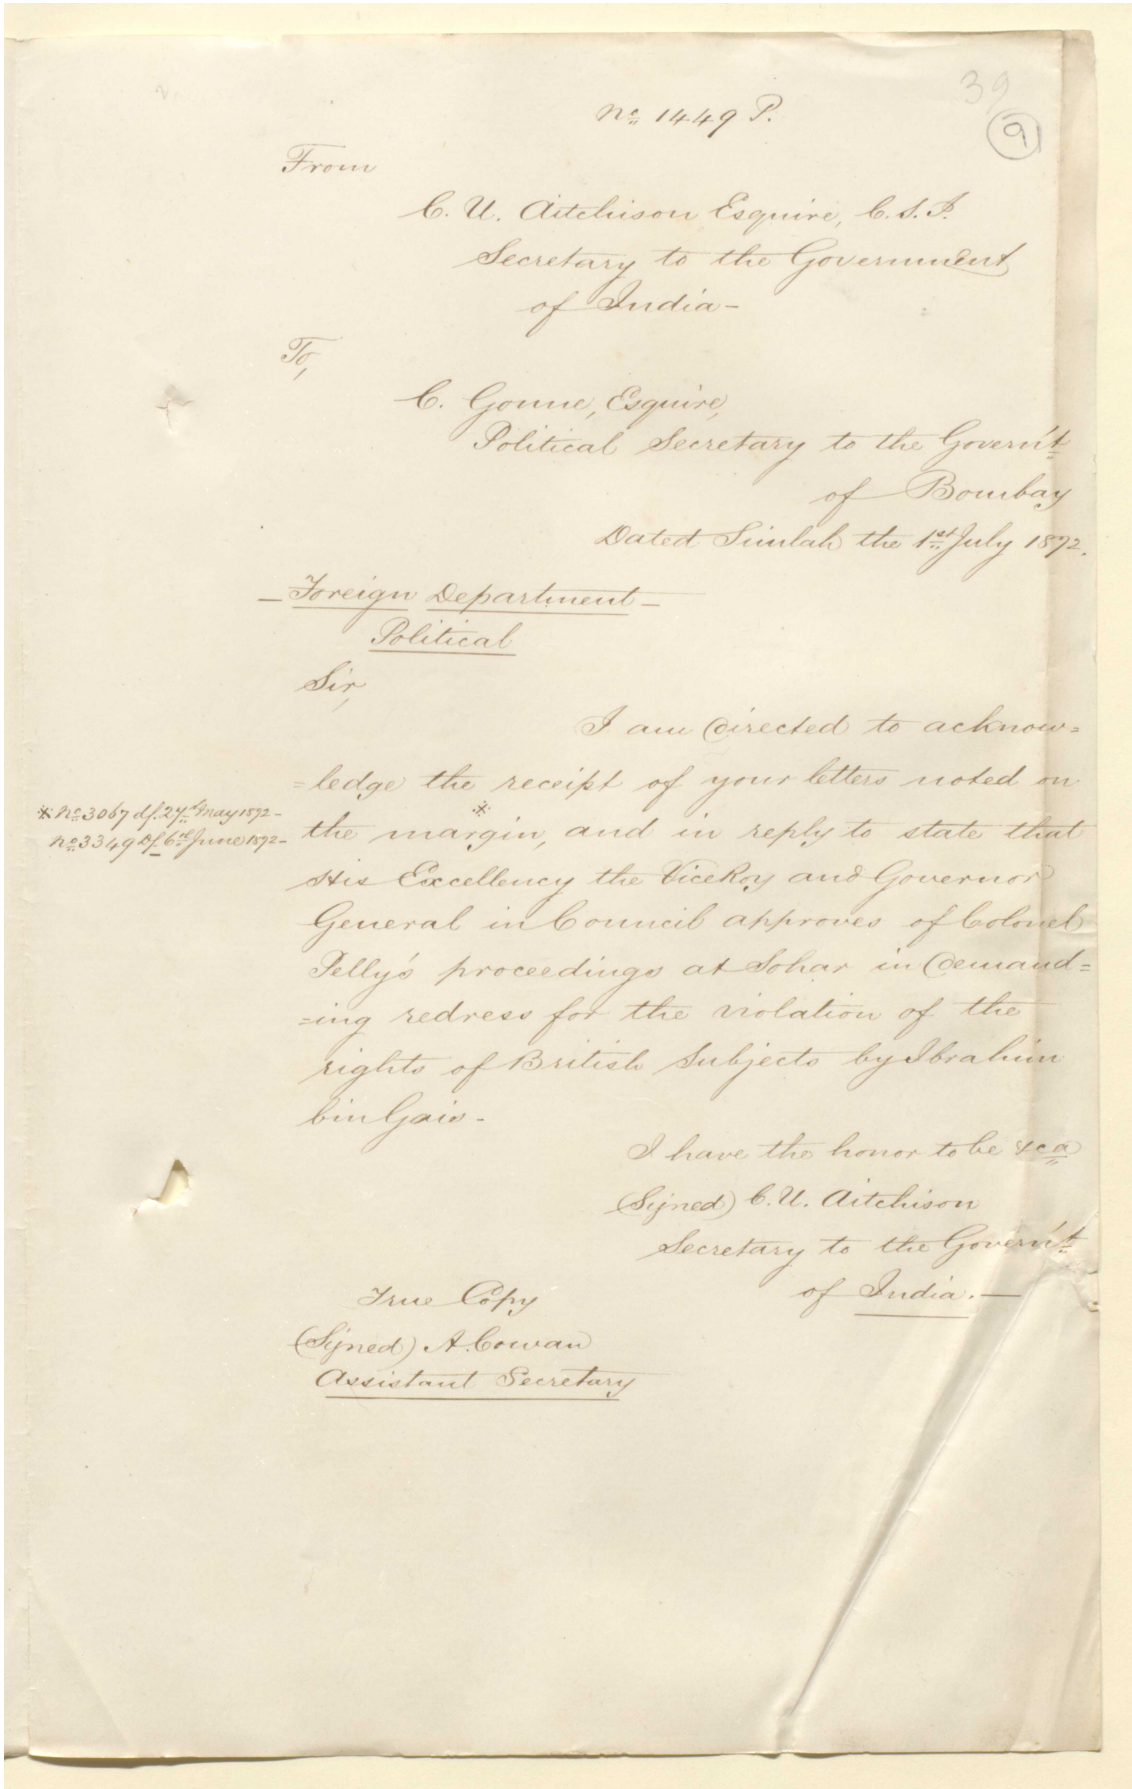 39
9
No. 1449 P.
From
C. U. Aitchison Esquire, C. S. I.
Secretary to the Government
of India -
To,
C. Gonne, Esquire,
Political Secretary to the Govern't
of Bombay
Dated Simlah the 1st July 1872.
- Foreign Department -
Political
Sir,
I am directed to acknow=
=ledge the receipt of your letters noted on
* No. 3067 df. 27th May 1872 -
No. 3349 df. 6th June 1872 -
the margin,* and in reply to state that
His Excellency the ViceRoy and Governor
General in Council approves of Colonel
Pelly's proceedings at Sohar in demand=
=ing redress for the violation of the
rights of British Subjects by Ibrahim
bin Gais -
I have the honor to be &ca
(Signed) C. U. Aitchison
Secretary to the Govern't
of India. -
True Copy
(Signed) A. Cowan
Assistant Secretary